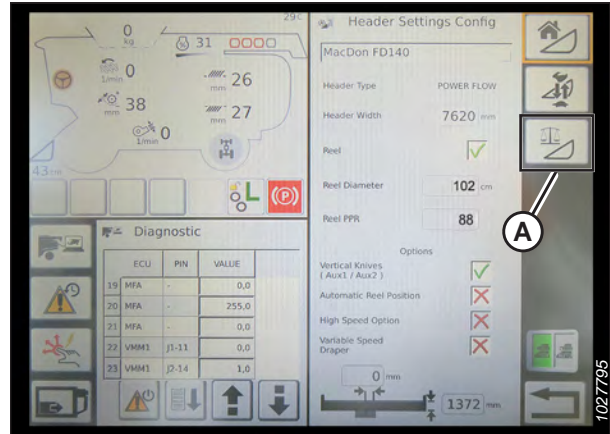 29c
0
kg
31
0
1/min
26
mm
38
mm
27
mm
0
1/min
43cm
L (P)
Diagnostic
ECU PIN VALUE
19 MFA - 0,0
20 MFA - 255,0
21 MFA - 0,0
22 VMM1 J1-11 0,0
23 VMM1 J2-14 1,0
Header Settings Config
MacDon FD140
Header Type POWER FLOW
Header Width 7620 mm
Reel
Reel Diameter 102 cm
Reel PPR 88
Options
Vertical Knives
( Aux1 / Aux2 )
Automatic Reel Position
High Speed Option
Variable Speed
Draper
0 mm
1372 mm
A
1027795